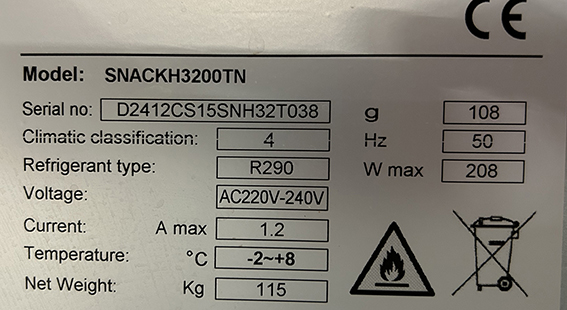 CE
Model: SNACKH3200TN
Serial no: D2412CS15SNH32T038 g 108
Climatic classification: 4 Hz 50
Refrigerant type: R290 W max 208
Voltage: AC220V-240V
Current: A max 1.2
Temperature: °C -2~+8
Net Weight: Kg 115